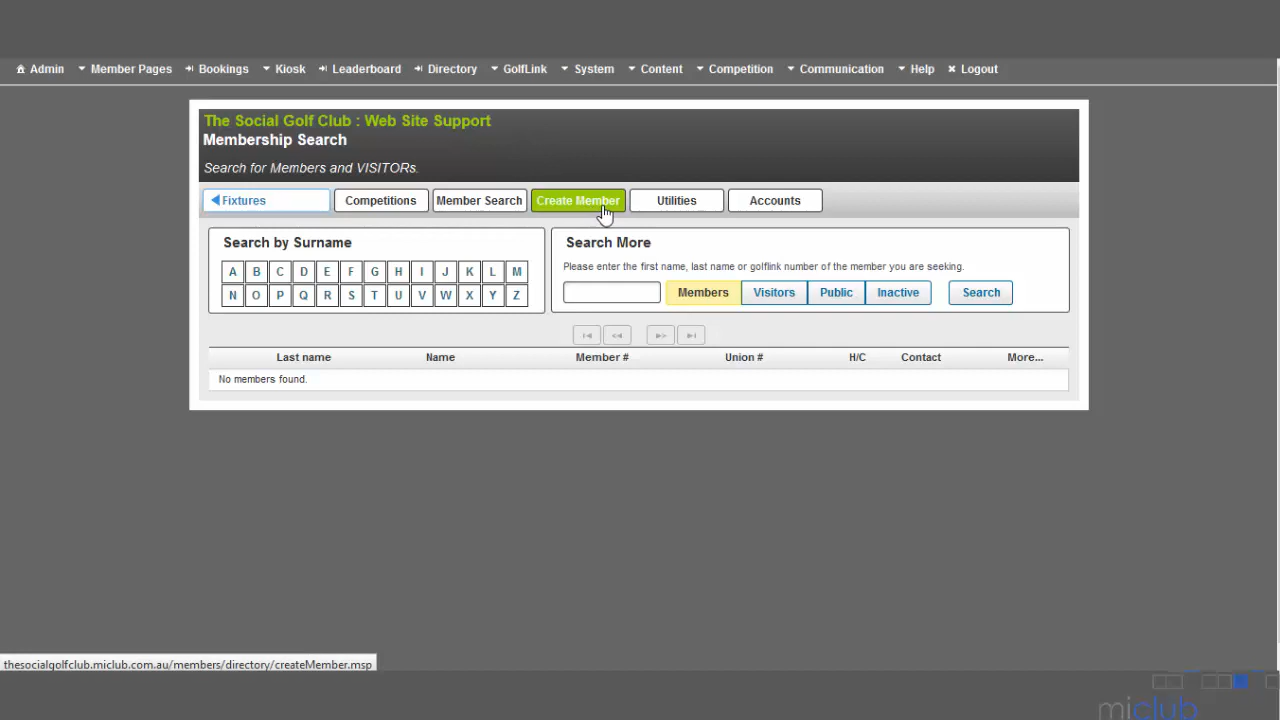 Admin Member Pages Bookings Kiosk Leaderboard Directory GolfLink System Content Competition Communication Help Logout
The Social Golf Club : Web Site Support
Membership Search
Search for Members and VISITORs.
Fixtures Competitions Member Search Create Member Utilities Accounts
Search by Surname
A B C D E F G H I J K L M
N O P Q R S T U V W X Y Z
Search More
Please enter the first name, last name or golflink number of the member you are seeking.
Members Visitors Public Inactive Search
Last name Name Member # Union # H/C Contact More...
No members found.
thesocialgolfclub.miclub.com.au/members/directory/createMember.msp
miclub